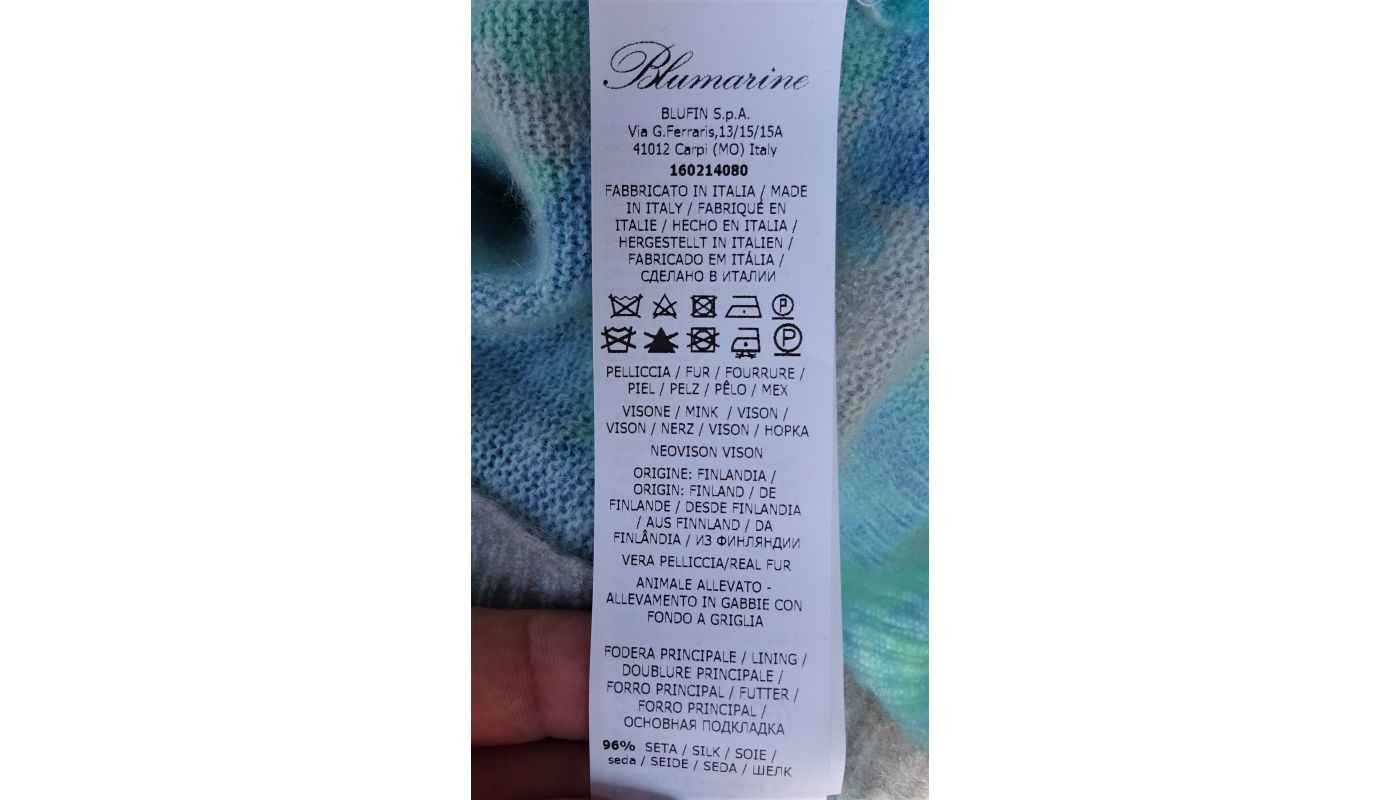 Blumarine
BLUFIN S.p.A.
Via G.Ferraris,13/15/15A
41012 Carpi (MO) Italy
160214080
FABBRICATO IN ITALIA / MADE
IN ITALY / FABRIQUÉ EN
ITALIE / HECHO EN ITALIA /
HERGESTELLT IN ITALIEN /
FABRICADO EM ITÁLIA /
СДЕЛАНО В ИТАЛИИ
P
P
PELLICCIA / FUR / FOURRURE /
PIEL / PELZ / PÊLO / МЕХ
VISONE / MINK / VISON /
VISON / NERZ / VISON / НОРКА
NEOVISON VISON
ORIGINE: FINLANDIA /
ORIGIN: FINLAND / DE
FINLANDE / DESDE FINLANDIA
/ AUS FINNLAND / DA
FINLÂNDIA / ИЗ ФИНЛЯНДИИ
VERA PELLICCIA/REAL FUR
ANIMALE ALLEVATO -
ALLEVAMENTO IN GABBIE CON
FONDO A GRIGLIA
FODERA PRINCIPALE / LINING /
DOUBLURE PRINCIPALE /
FORRO PRINCIPAL / FUTTER /
FORRO PRINCIPAL /
ОСНОВНАЯ ПОДКЛАДКА
96% SETA / SILK / SOIE /
seda / SEIDE / SEDA / ШЕЛК